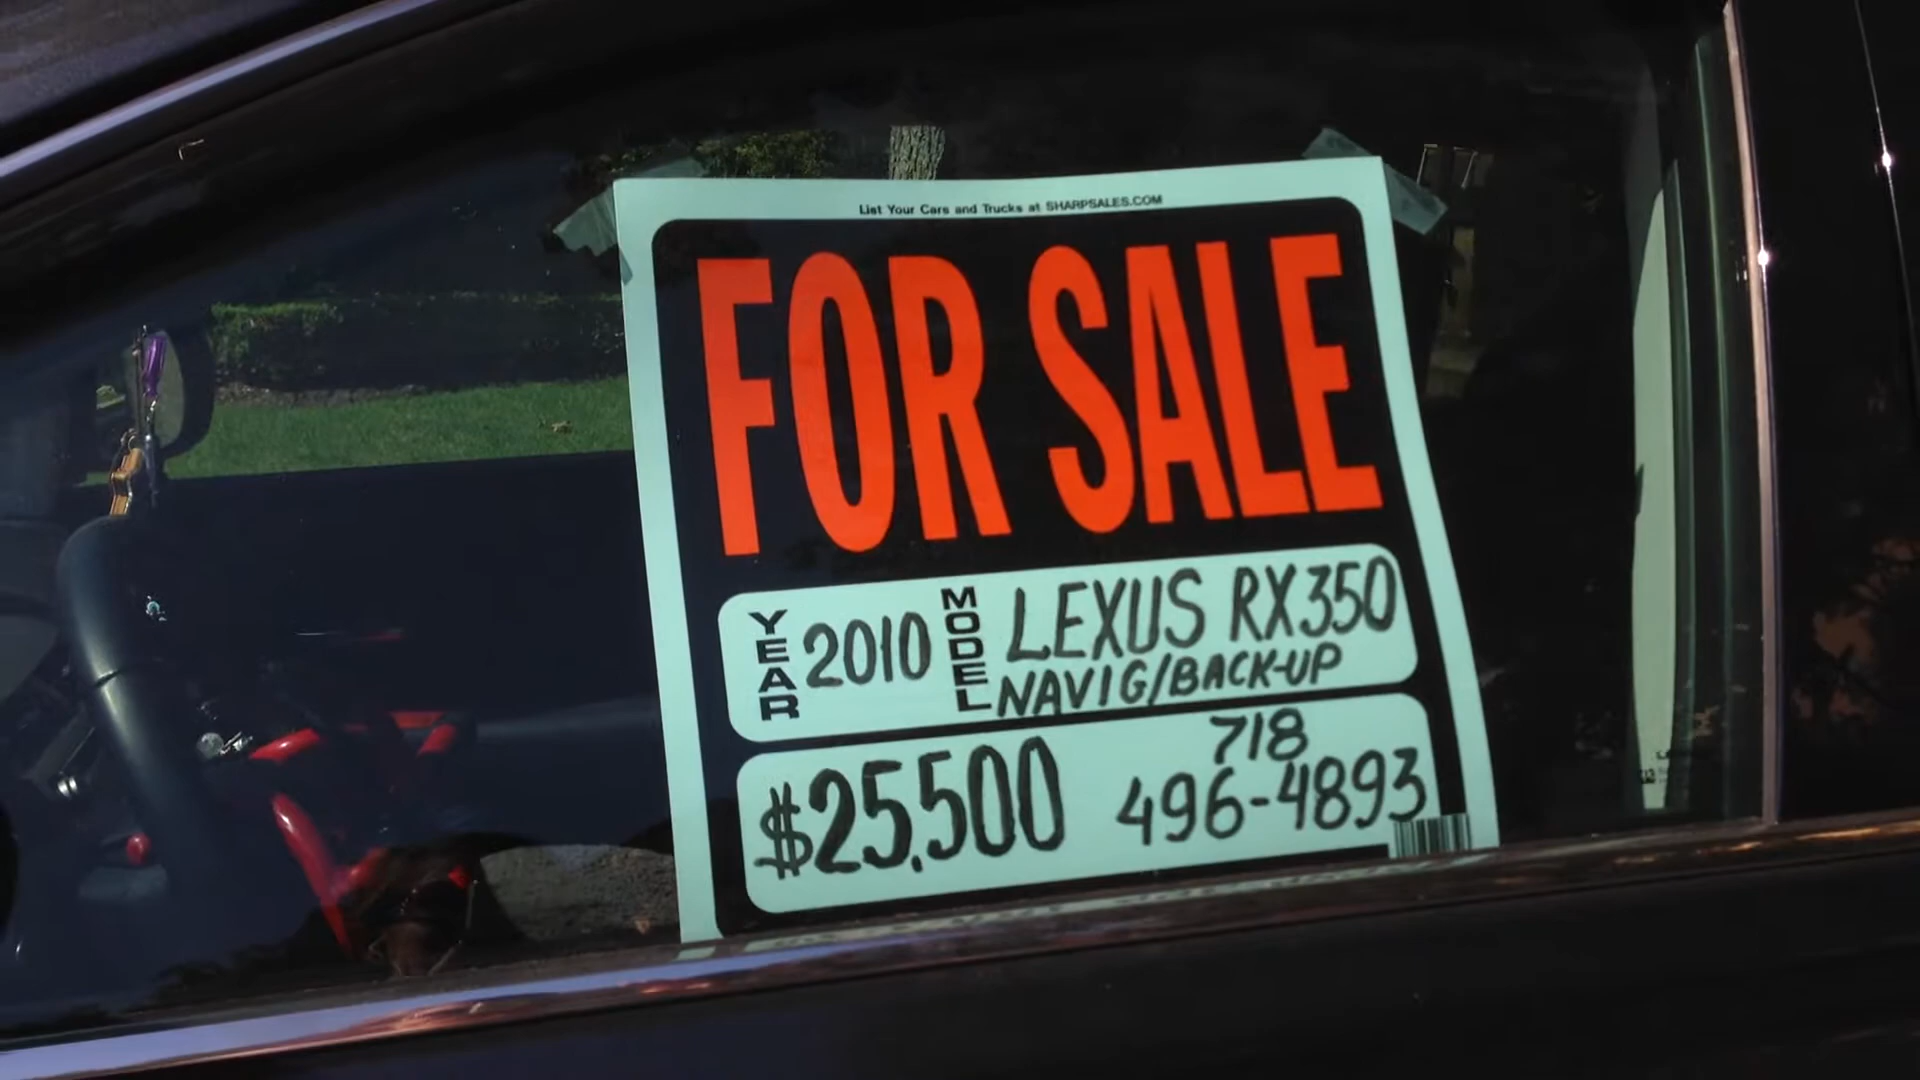 List Your Cars and Trucks at SHARPSALES.COM
FOR SALE
YEAR 2010 MODEL LEXUS RX350
NAVIG/BACK-UP
$25,500 718
496-4893